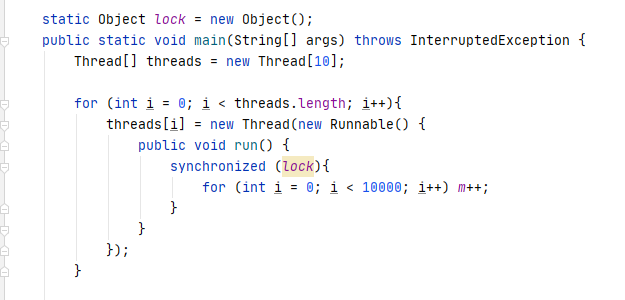 static Object lock = new Object();
public static void main(String[] args) throws InterruptedException {
Thread[] threads = new Thread[10];
for (int i = 0; i < threads.length; i++){
threads[i] = new Thread(new Runnable() {
public void run() {
synchronized (lock){
for (int i = 0; i < 10000; i++) m++;
}
}
});
}